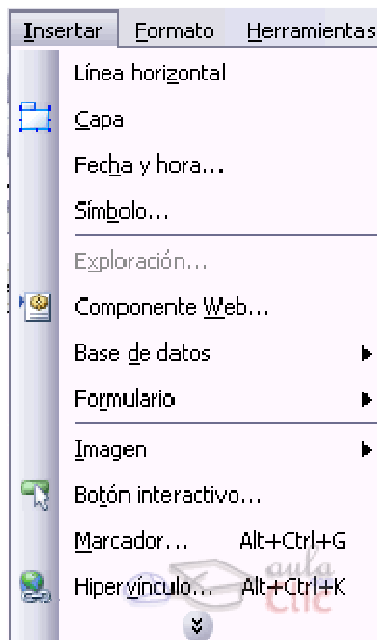 Insertar Formato Herramientas
Línea horizontal
Capa
Fecha y hora...
Símbolo...
Exploración...
Componente Web...
Base de datos
Formulario
Imagen
Botón interactivo...
Marcador... Alt+Ctrl+G
Hipervínculo... Alt+Ctrl+K
aula
Clic